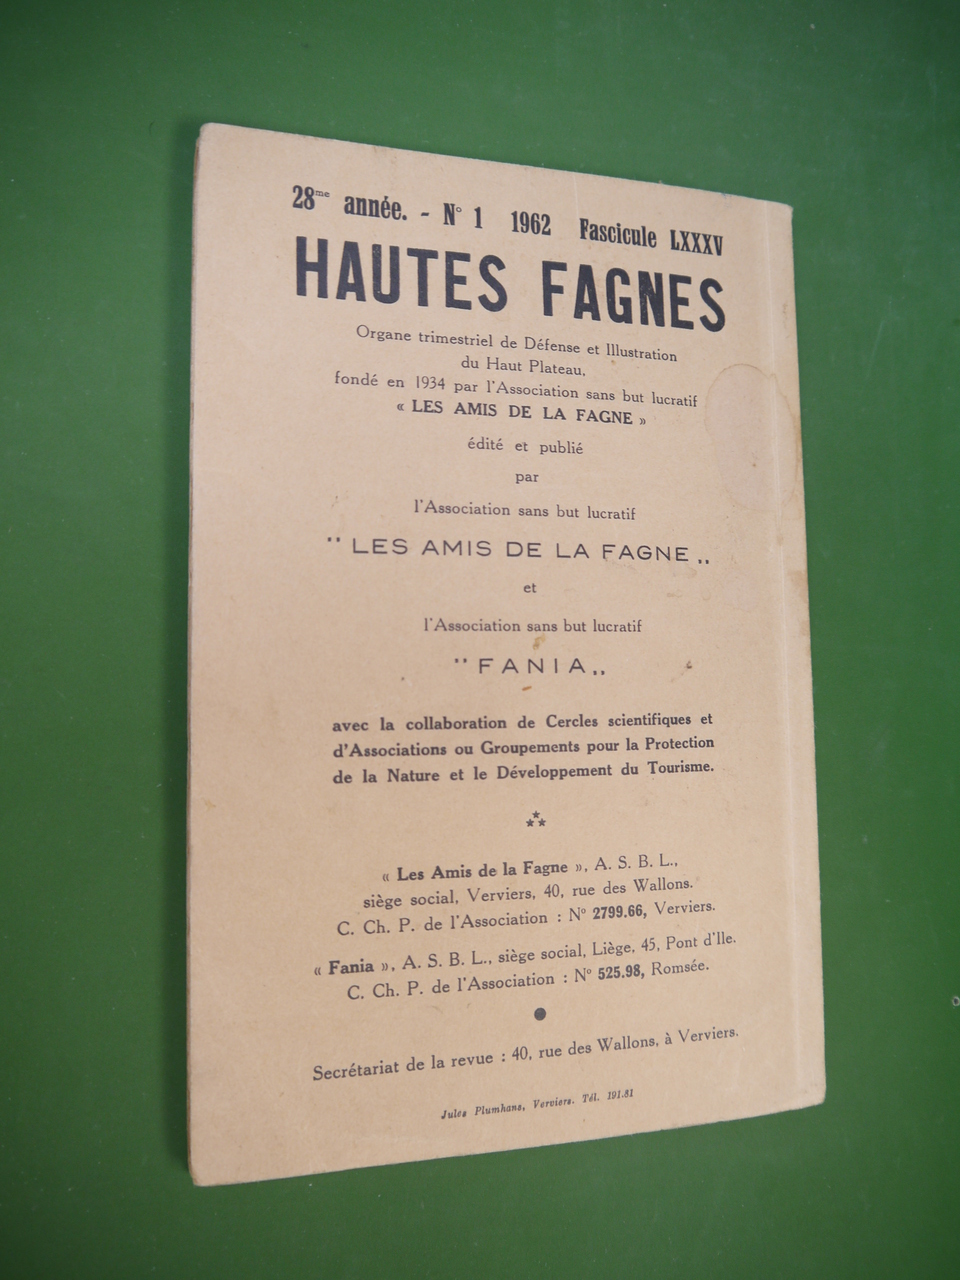 28me année. - N° 1 1962 Fascicule LXXXV
HAUTES FAGNES
Organe trimestriel de Défense et Illustration
du Haut Plateau,
fondé en 1934 par l'Association sans but lucratif
« LES AMIS DE LA FAGNE »
édité et publié
par
l'Association sans but lucratif
" LES AMIS DE LA FAGNE „
et
l'Association sans but lucratif
" FANIA „
avec la collaboration de Cercles scientifiques et
d'Associations ou Groupements pour la Protection
de la Nature et le Développement du Tourisme.
« Les Amis de la Fagne », A. S. B. L.,
siège social, Verviers, 40, rue des Wallons.
C. Ch. P. de l'Association : N° 2799.66, Verviers.
« Fania », A. S. B. L., siège social, Liège, 45, Pont d'Ile.
C. Ch. P. de l'Association : N° 525.98, Romsée.
Secrétariat de la revue : 40, rue des Wallons, à Verviers.
Jules Plumhans, Verviers. Tél. 191.81